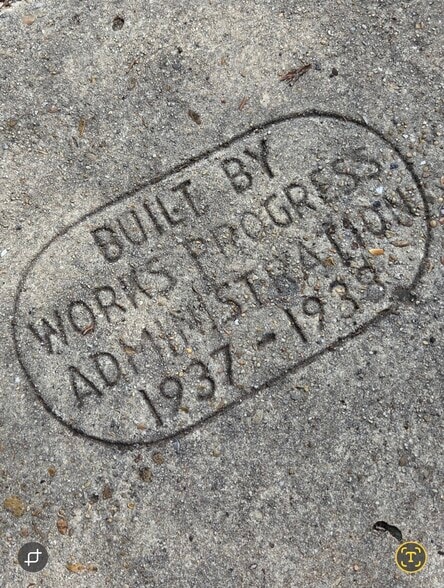 BUILT BY
WORKS PROGRESS
ADMINISTRATION
1937 - 1938